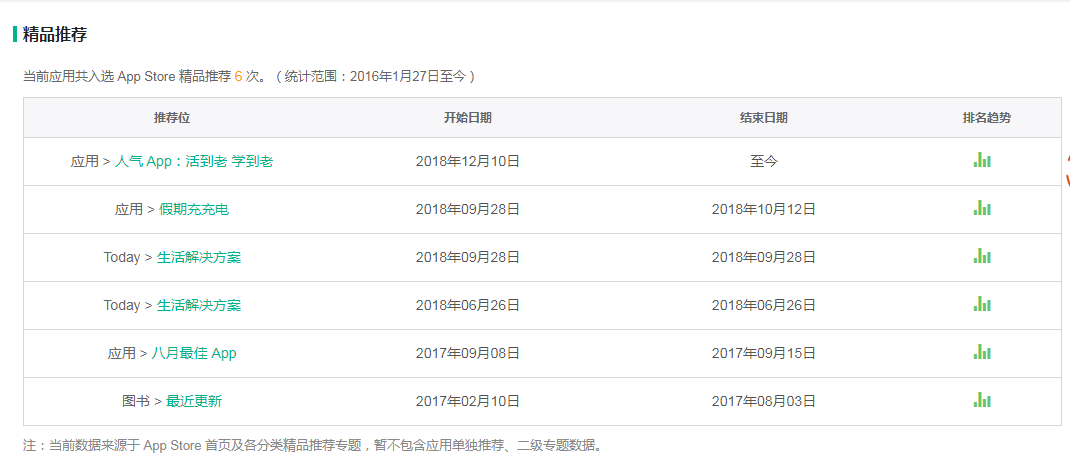 精品推荐
当前应用共入选 App Store 精品推荐 6 次。（统计范围：2016年1月27日至今）
推荐位 开始日期 结束日期 排名趋势
应用 > 人气 App：活到老 学到老 2018年12月10日 至今
应用 > 假期充充电 2018年09月28日 2018年10月12日
Today > 生活解决方案 2018年09月28日 2018年09月28日
Today > 生活解决方案 2018年06月26日 2018年06月26日
应用 > 八月最佳 App 2017年09月08日 2017年09月15日
图书 > 最近更新 2017年02月10日 2017年08月03日
注：当前数据来源于 App Store 首页及各分类精品推荐专题，暂不包含应用单独推荐、二级专题数据。